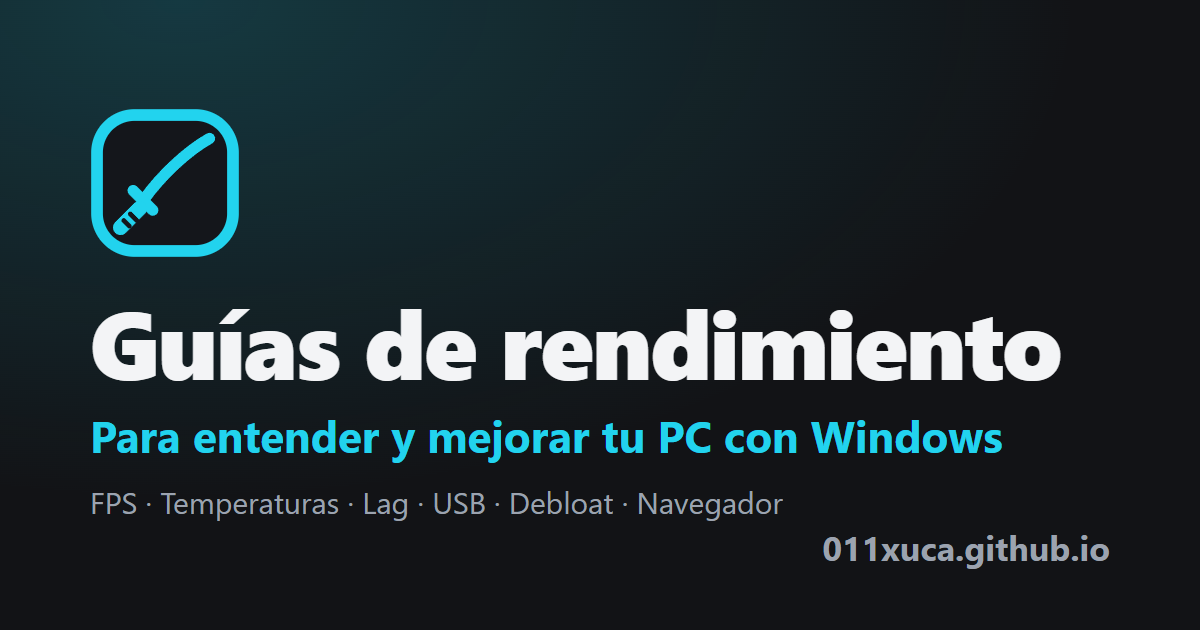 Guías de rendimiento
Para entender y mejorar tu PC con Windows
FPS · Temperaturas · Lag · USB · Debloat · Navegador
011xuca.github.io